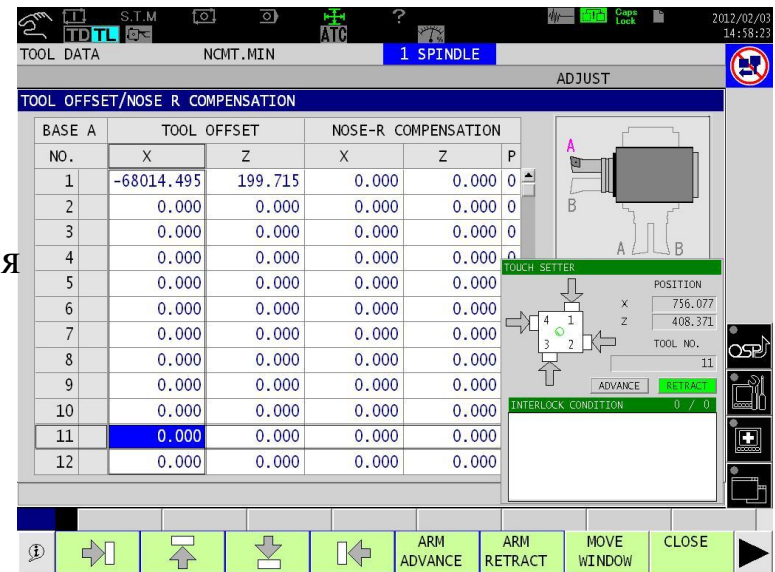 S.T.M ? Caps Lock 2012/02/03
TD TL ATC 14:58:23
TOOL DATA NCMT.MIN 1 SPINDLE
ADJUST
TOOL OFFSET/NOSE R COMPENSATION
BASE A TOOL OFFSET NOSE-R COMPENSATION
NO. X Z X Z P
1 -68014.495 199.715 0.000 0.000 0
2 0.000 0.000 0.000 0.000 0
3 0.000 0.000 0.000 0.000 0
4 0.000 0.000 0.000 0.000 0
5 0.000 0.000 0.000 0.000
6 0.000 0.000 0.000 0.000
7 0.000 0.000 0.000 0.000
8 0.000 0.000 0.000 0.000
9 0.000 0.000 0.000 0.000
10 0.000 0.000 0.000 0.000
11 0.000 0.000 0.000 0.000
12 0.000 0.000 0.000 0.000
я
A
B
A B
TOUCH SETTER
POSITION
X 756.077
Z 408.371
4 1
3 2
TOOL NO.
11
ADVANCE RETRACT
INTERLOCK CONDITION 0 / 0
OSP
ARM ADVANCE
ARM RETRACT
MOVE WINDOW
CLOSE